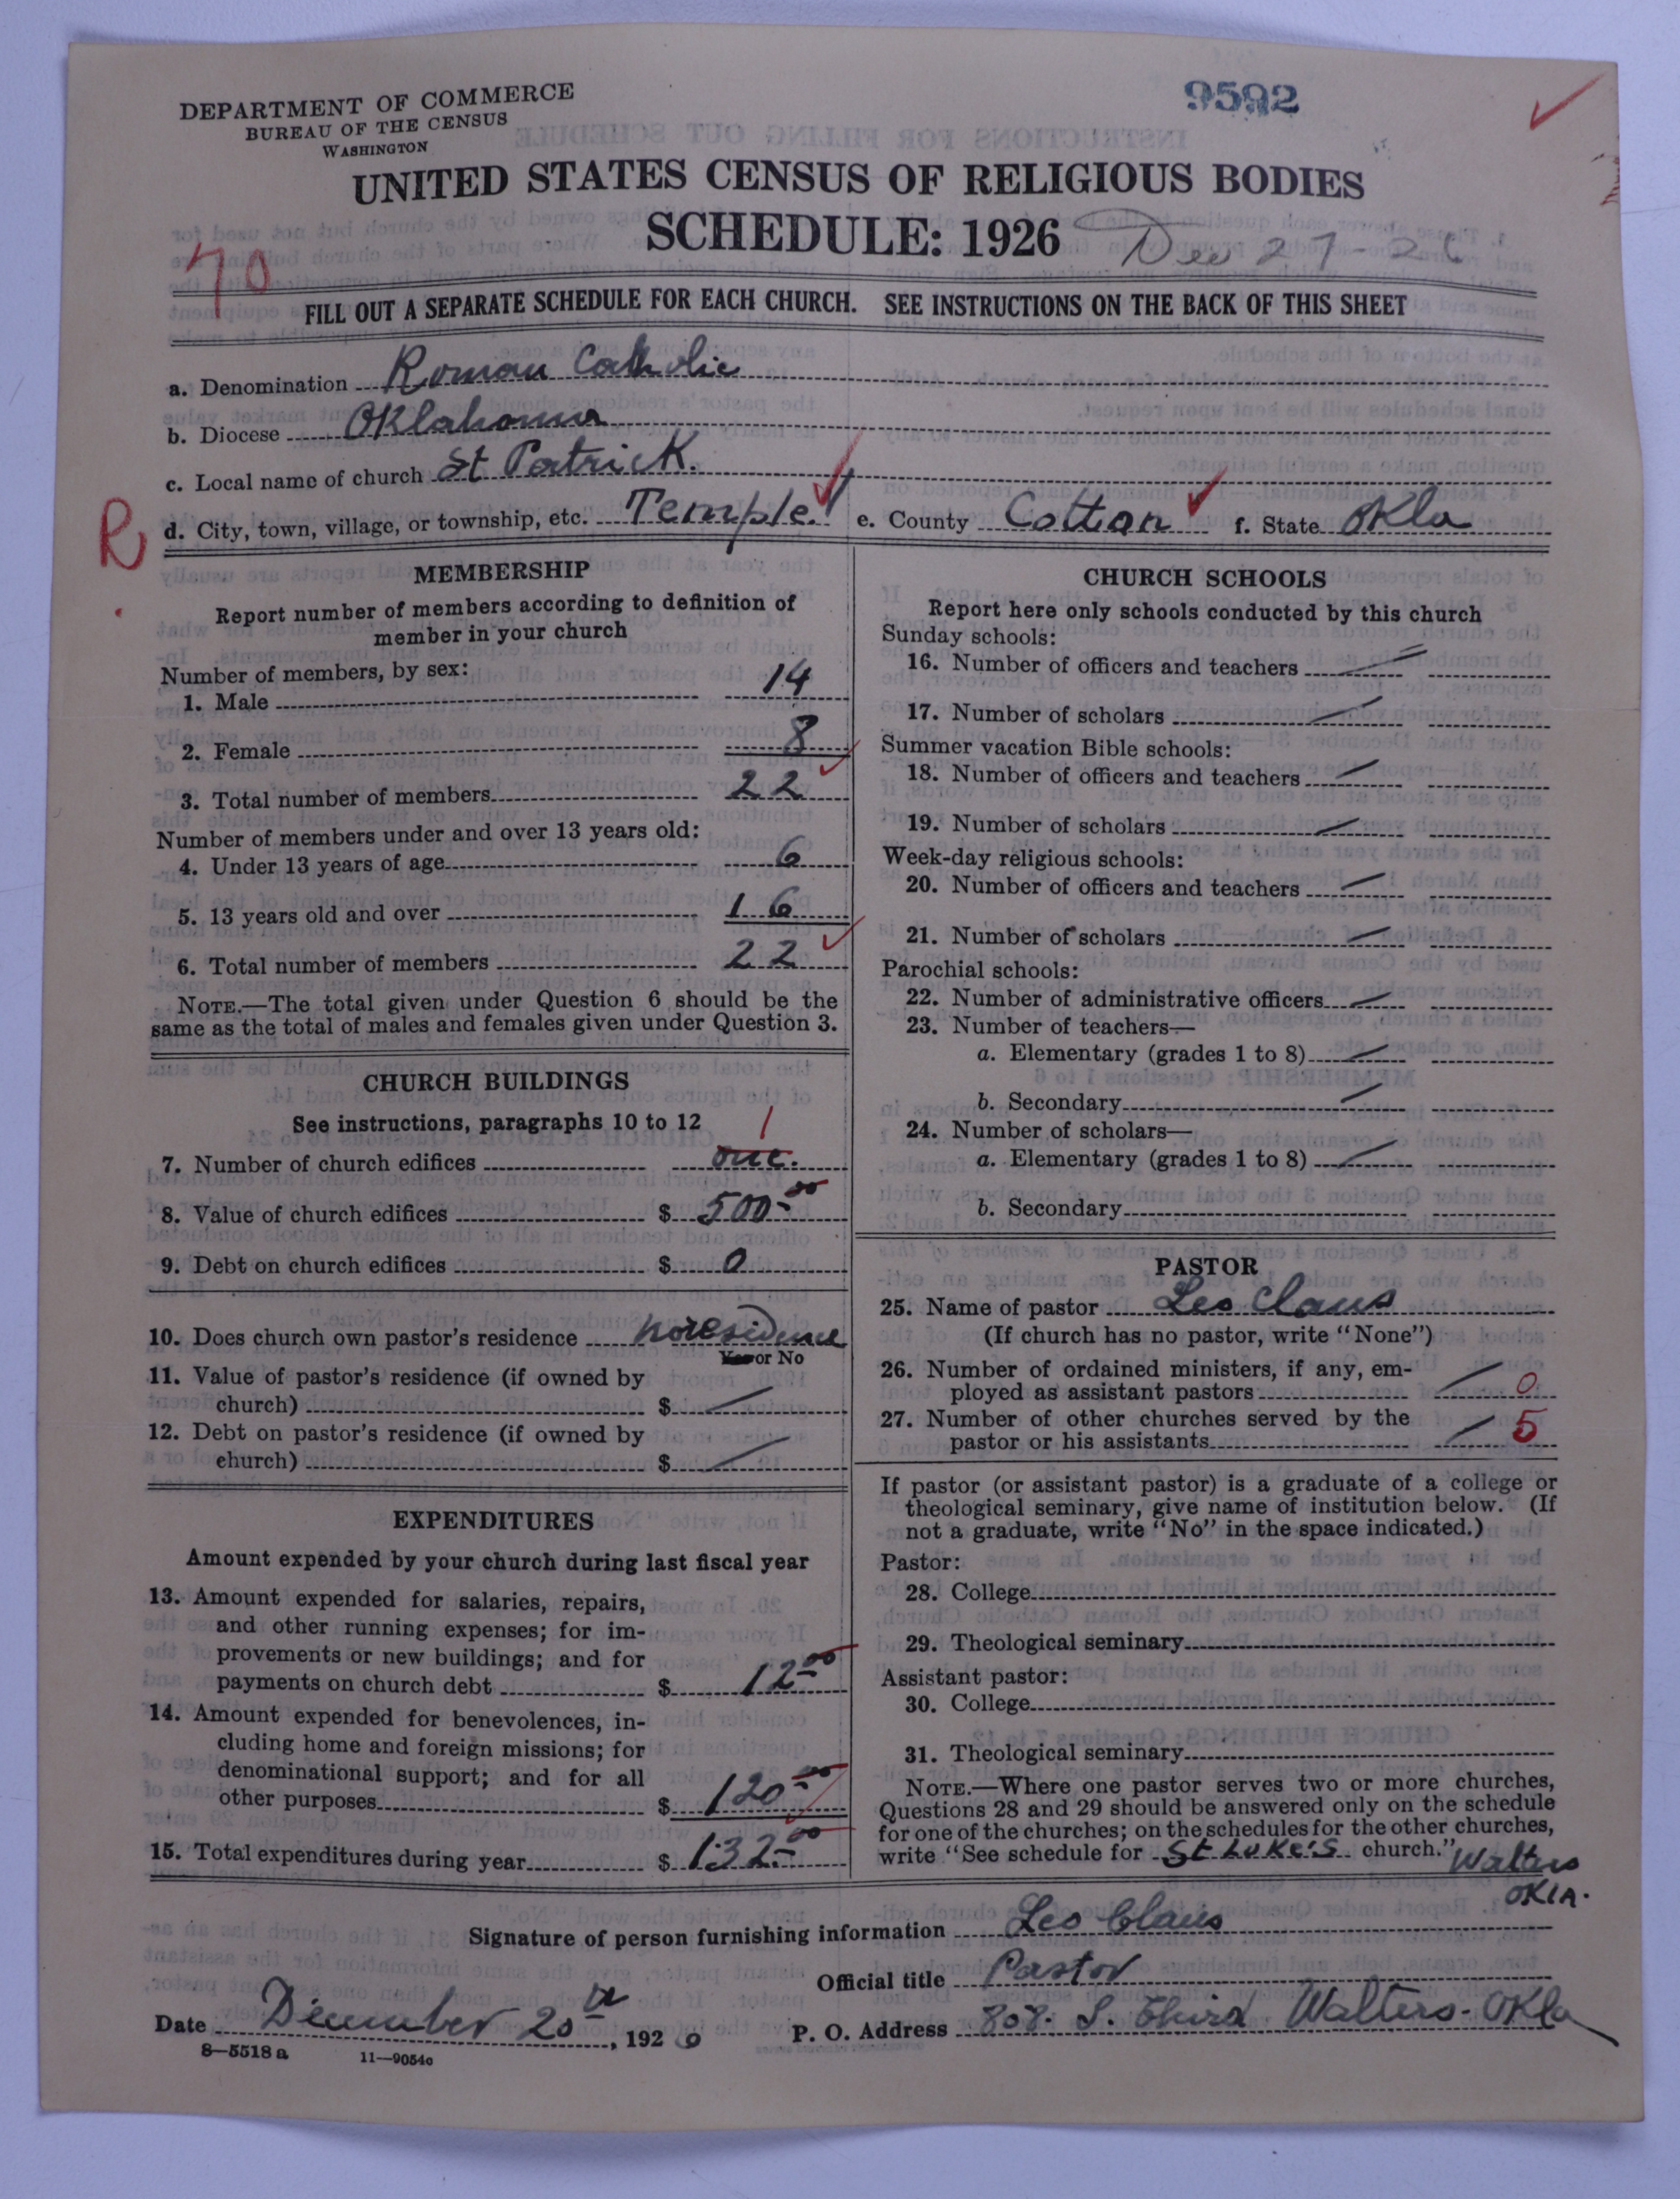 DEPARTMENT OF COMMERCE
BUREAU OF THE CENSUS
WASHINGTON
9592
UNITED STATES CENSUS OF RELIGIOUS BODIES
SCHEDULE: 1926
70
FILL OUT A SEPARATE SCHEDULE FOR EACH CHURCH. SEE INSTRUCTIONS ON THE BACK OF THIS SHEET
a. Denomination Roman Catholic
b. Diocese Oklahoma
c. Local name of church St Patrick.
R
d. City, town, village, or township, etc. Temple. e. County Cotton f. State Okla
MEMBERSHIP
Report number of members according to definition of
member in your church
Number of members, by sex:
1. Male 14
2. Female 8
3. Total number of members 22
Number of members under and over 13 years old:
4. Under 13 years of age 6
5. 13 years old and over 16
6. Total number of members 22
NOTE.—The total given under Question 6 should be the
same as the total of males and females given under Question 3.
CHURCH BUILDINGS
See instructions, paragraphs 10 to 12
1
7. Number of church edifices one.
8. Value of church edifices $ 500.00
9. Debt on church edifices $ 0
10. Does church own pastor's residence no residence
Yes or No
11. Value of pastor's residence (if owned by
church) $ —
12. Debt on pastor's residence (if owned by
church) $ —
EXPENDITURES
Amount expended by your church during last fiscal year
13. Amount expended for salaries, repairs,
and other running expenses; for im-
provements or new buildings; and for
payments on church debt $ 12.00
14. Amount expended for benevolences, in-
cluding home and foreign missions; for
denominational support; and for all
other purposes $ 120.00
15. Total expenditures during year $ 132.00
CHURCH SCHOOLS
Report here only schools conducted by this church
Sunday schools:
16. Number of officers and teachers —
17. Number of scholars —
Summer vacation Bible schools:
18. Number of officers and teachers —
19. Number of scholars —
Week-day religious schools:
20. Number of officers and teachers —
21. Number of scholars —
Parochial schools:
22. Number of administrative officers —
23. Number of teachers—
a. Elementary (grades 1 to 8) —
b. Secondary —
24. Number of scholars—
a. Elementary (grades 1 to 8) —
b. Secondary
PASTOR
25. Name of pastor Leo Claus
(If church has no pastor, write "None")
26. Number of ordained ministers, if any, em-
ployed as assistant pastors — 0
27. Number of other churches served by the
pastor or his assistants — 5
If pastor (or assistant pastor) is a graduate of a college or
theological seminary, give name of institution below. (If
not a graduate, write "No" in the space indicated.)
Pastor:
28. College
29. Theological seminary
Assistant pastor:
30. College
31. Theological seminary
NOTE.—Where one pastor serves two or more churches,
Questions 28 and 29 should be answered only on the schedule
for one of the churches; on the schedules for the other churches,
write "See schedule for St Luke's church." Walters
OKLA.
Signature of person furnishing information Leo Claus
Official title Pastor
Date December 20th, 1926
P. O. Address 808. S. Third Walters-Okla
8—5518 a 11—9054c